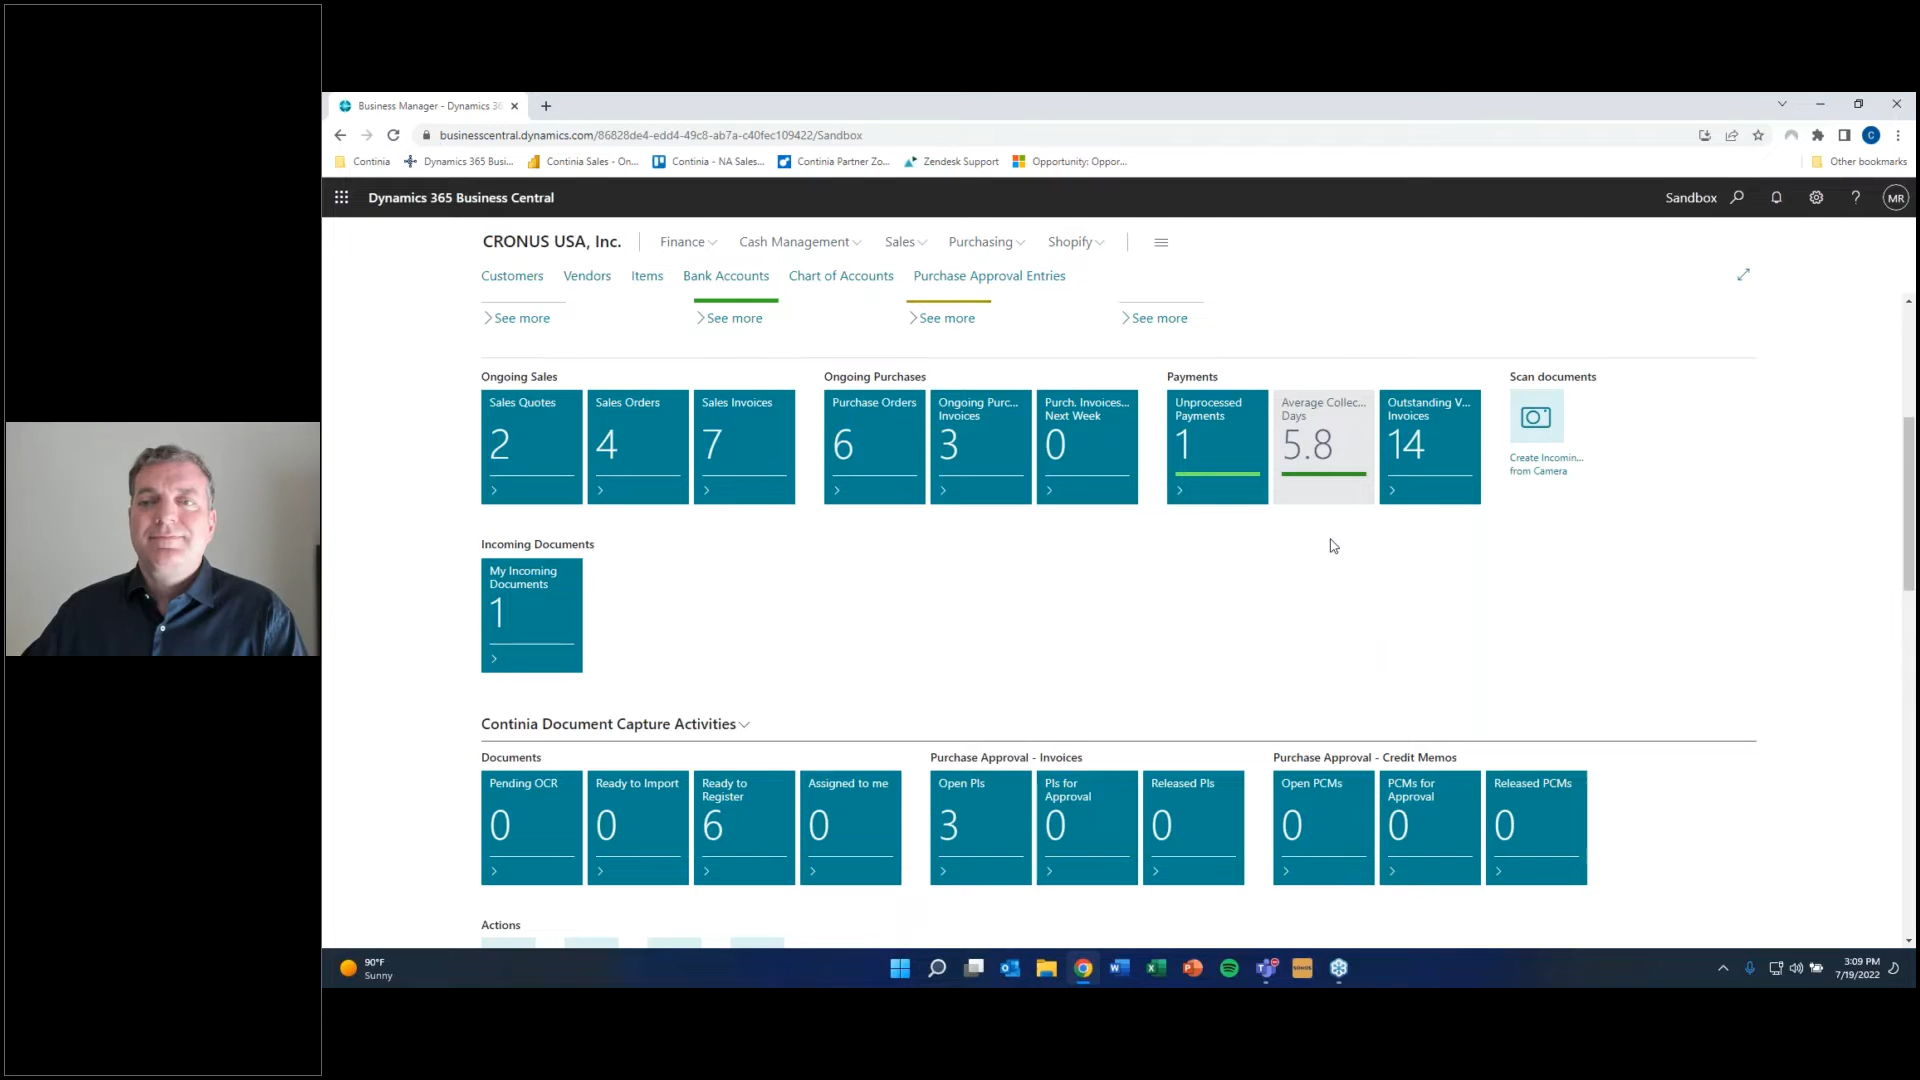 Business Manager - Dynamics 36
businesscentral.dynamics.com/86828de4-edd4-49c8-ab7a-c40fec109422/Sandbox
Continia
Dynamics 365 Busi...
Continia Sales - On...
Continia - NA Sales...
Continia Partner Zo...
Zendesk Support
Opportunity: Oppor...
Other bookmarks
Dynamics 365 Business Central
Sandbox
?
MR
CRONUS USA, Inc.
Finance
Cash Management
Sales
Purchasing
Shopify
Customers
Vendors
Items
Bank Accounts
Chart of Accounts
Purchase Approval Entries
See more
See more
See more
See more
Ongoing Sales
Sales Quotes
2
Sales Orders
4
Sales Invoices
7
Ongoing Purchases
Purchase Orders
6
Ongoing Purc...
Invoices
3
Purch. Invoices...
Next Week
0
Payments
Unprocessed
Payments
1
Average Collec...
Days
5.8
Outstanding V...
Invoices
14
Scan documents
Create Incomin...
from Camera
Incoming Documents
My Incoming
Documents
1
Continia Document Capture Activities
Documents
Pending OCR
0
Ready to Import
0
Ready to
Register
6
Assigned to me
0
Purchase Approval - Invoices
Open PIs
3
PIs for
Approval
0
Released PIs
0
Purchase Approval - Credit Memos
Open PCMs
0
PCMs for
Approval
0
Released PCMs
0
Actions
90°F
Sunny
SONOS
3:09 PM
7/19/2022